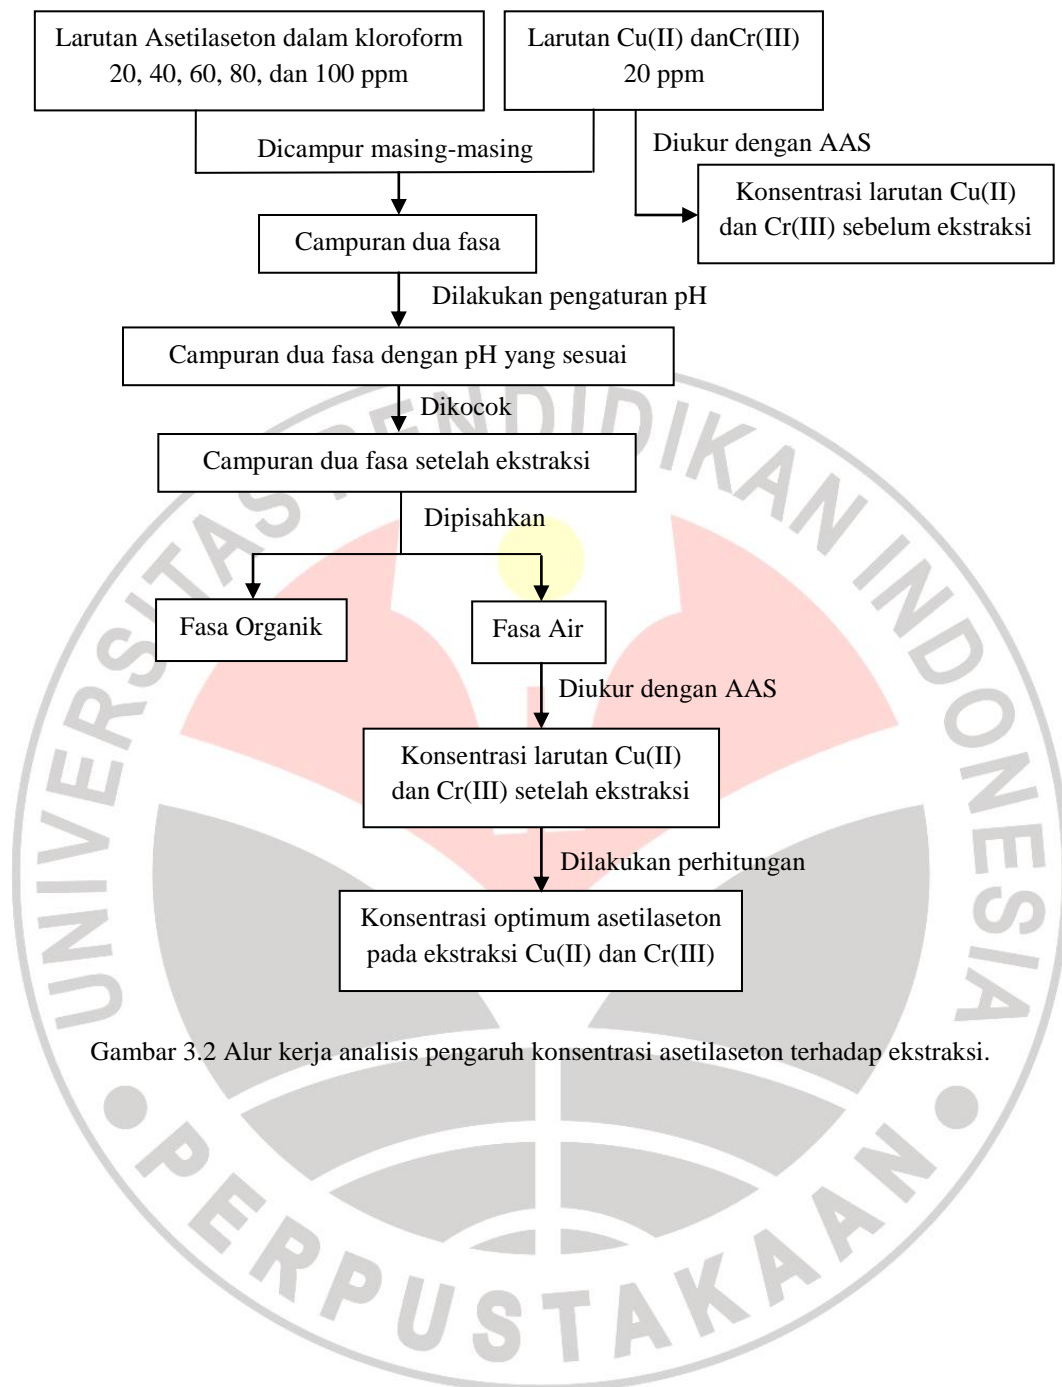 Larutan Asetilaseton dalam kloroform
20, 40, 60, 80, dan 100 ppm
Larutan Cu(II) danCr(III)
20 ppm
Dicampur masing-masing
Diukur dengan AAS
Konsentrasi larutan Cu(II)
dan Cr(III) sebelum ekstraksi
Campuran dua fasa
Dilakukan pengaturan pH
Campuran dua fasa dengan pH yang sesuai
Dikocok
Campuran dua fasa setelah ekstraksi
Dipisahkan
Fasa Organik
Fasa Air
Diukur dengan AAS
Konsentrasi larutan Cu(II)
dan Cr(III) setelah ekstraksi
Dilakukan perhitungan
Konsentrasi optimum asetilaseton
pada ekstraksi Cu(II) dan Cr(III)
Gambar 3.2 Alur kerja analisis pengaruh konsentrasi asetilaseton terhadap ekstraksi.
UNIVERSITAS PENDIDIKAN INDONESIA
PERPUSTAKAAN